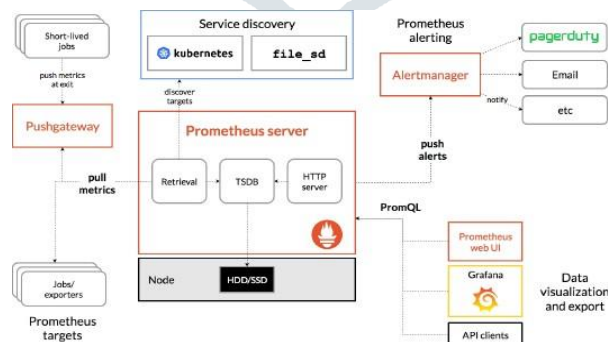 Short-lived
jobs
push metrics
at exit
Pushgateway
Service discovery
kubernetes
file_sd
discover
targets
Prometheus
alerting
Alertmanager
pagerduty
Email
etc
notify
Prometheus server
Retrieval
TSDB
HTTP
server
pull
metrics
push
alerts
PromQL
Node
HDD/SSD
Jobs/
exporters
Prometheus
targets
Prometheus
web UI
Grafana
API clients
Data
visualization
and export